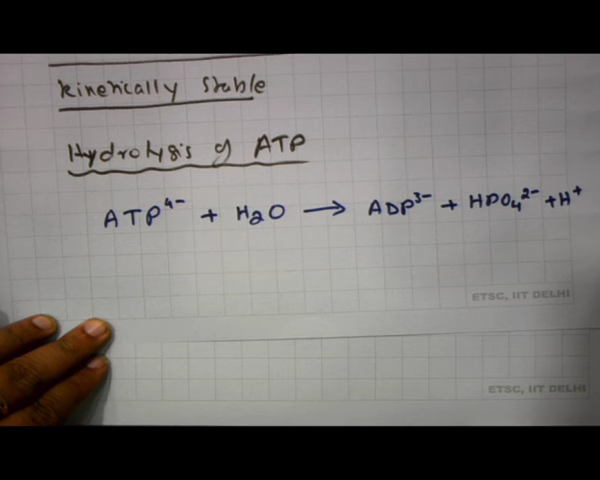 kinetically stable
Hydrolysis of ATP
ATP⁴⁻ + H₂O → ADP³⁻ + HPO₄²⁻ + H⁺
ETSC, IIT DELHI
ETSC, IIT DELHI